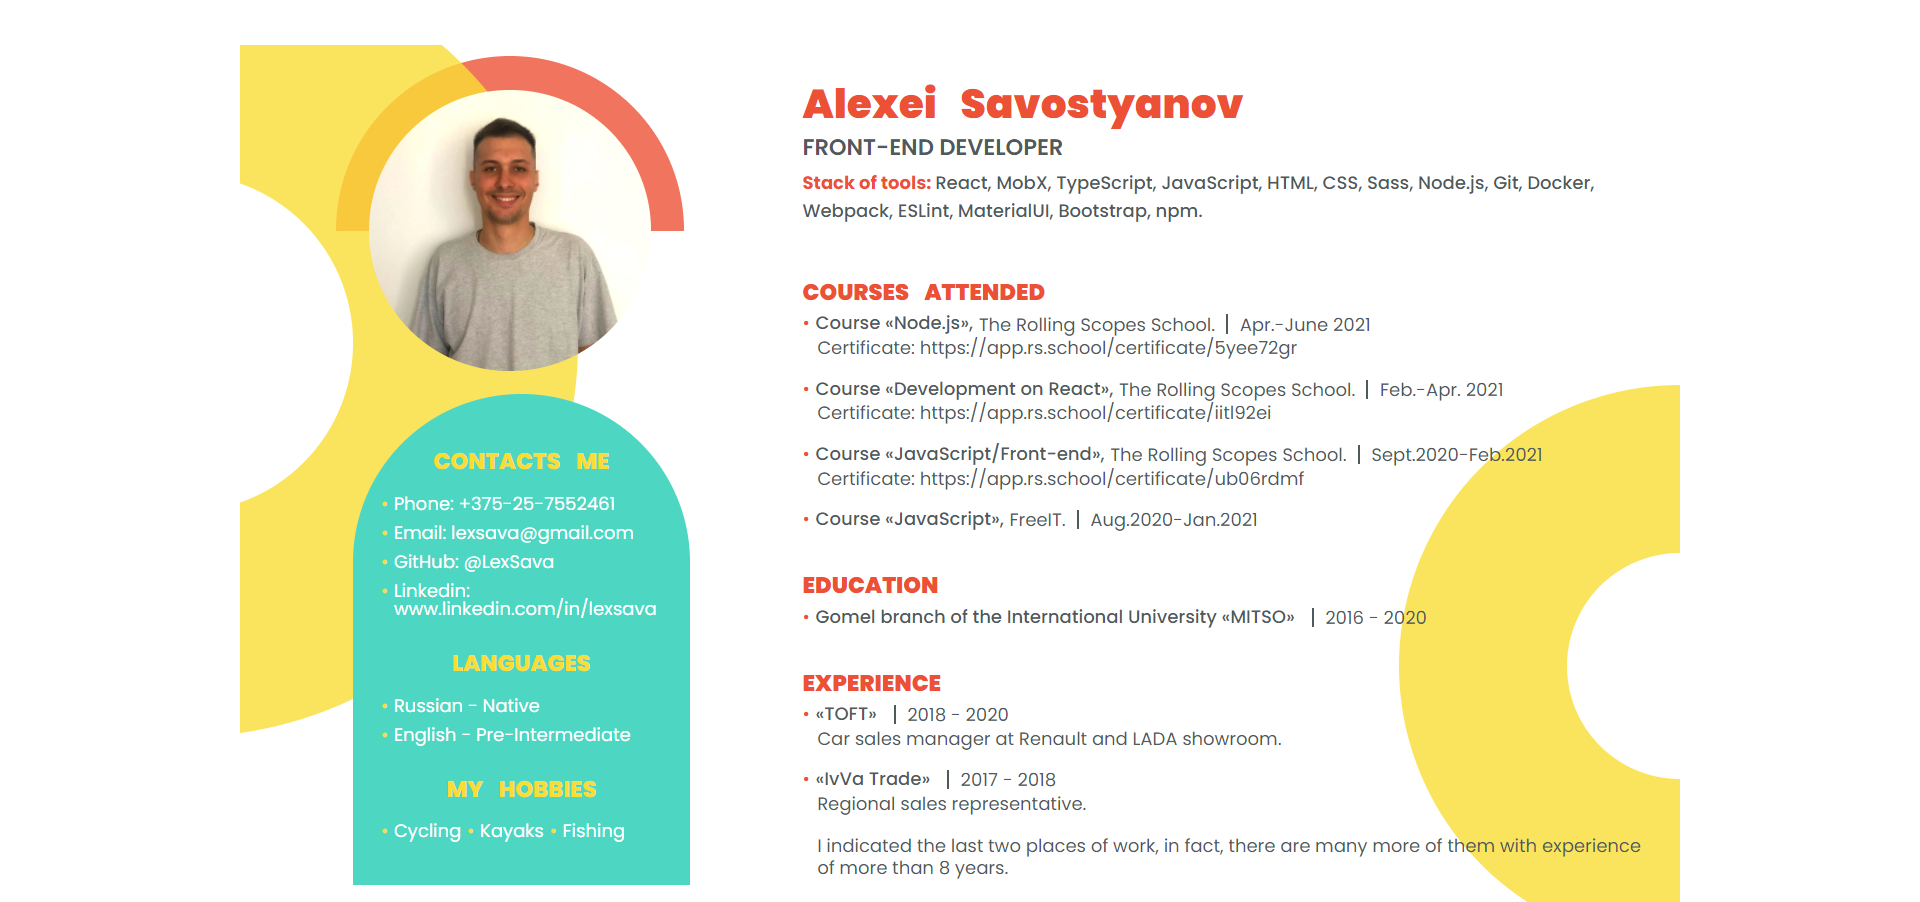 Alexei Savostyanov
FRONT-END DEVELOPER
Stack of tools: React, MobX, TypeScript, JavaScript, HTML, CSS, Sass, Node.js, Git, Docker,
Webpack, ESLint, MaterialUI, Bootstrap, npm.
COURSES ATTENDED
• Course «Node.js», The Rolling Scopes School. | Apr.-June 2021
Certificate: https://app.rs.school/certificate/5yee72gr
• Course «Development on React», The Rolling Scopes School. | Feb.-Apr. 2021
Certificate: https://app.rs.school/certificate/iitl92ei
• Course «JavaScript/Front-end», The Rolling Scopes School. | Sept.2020-Feb.2021
Certificate: https://app.rs.school/certificate/ub06rdmf
• Course «JavaScript», FreeIT. | Aug.2020-Jan.2021
EDUCATION
• Gomel branch of the International University «MITSO» | 2016 - 2020
EXPERIENCE
• «TOFT» | 2018 - 2020
Car sales manager at Renault and LADA showroom.
• «IvVa Trade» | 2017 - 2018
Regional sales representative.
I indicated the last two places of work, in fact, there are many more of them with experience
of more than 8 years.
CONTACTS ME
• Phone: +375-25-7552461
• Email: lexsava@gmail.com
• GitHub: @LexSava
• Linkedin:
www.linkedin.com/in/lexsava
LANGUAGES
• Russian - Native
• English - Pre-Intermediate
MY HOBBIES
• Cycling • Kayaks • Fishing